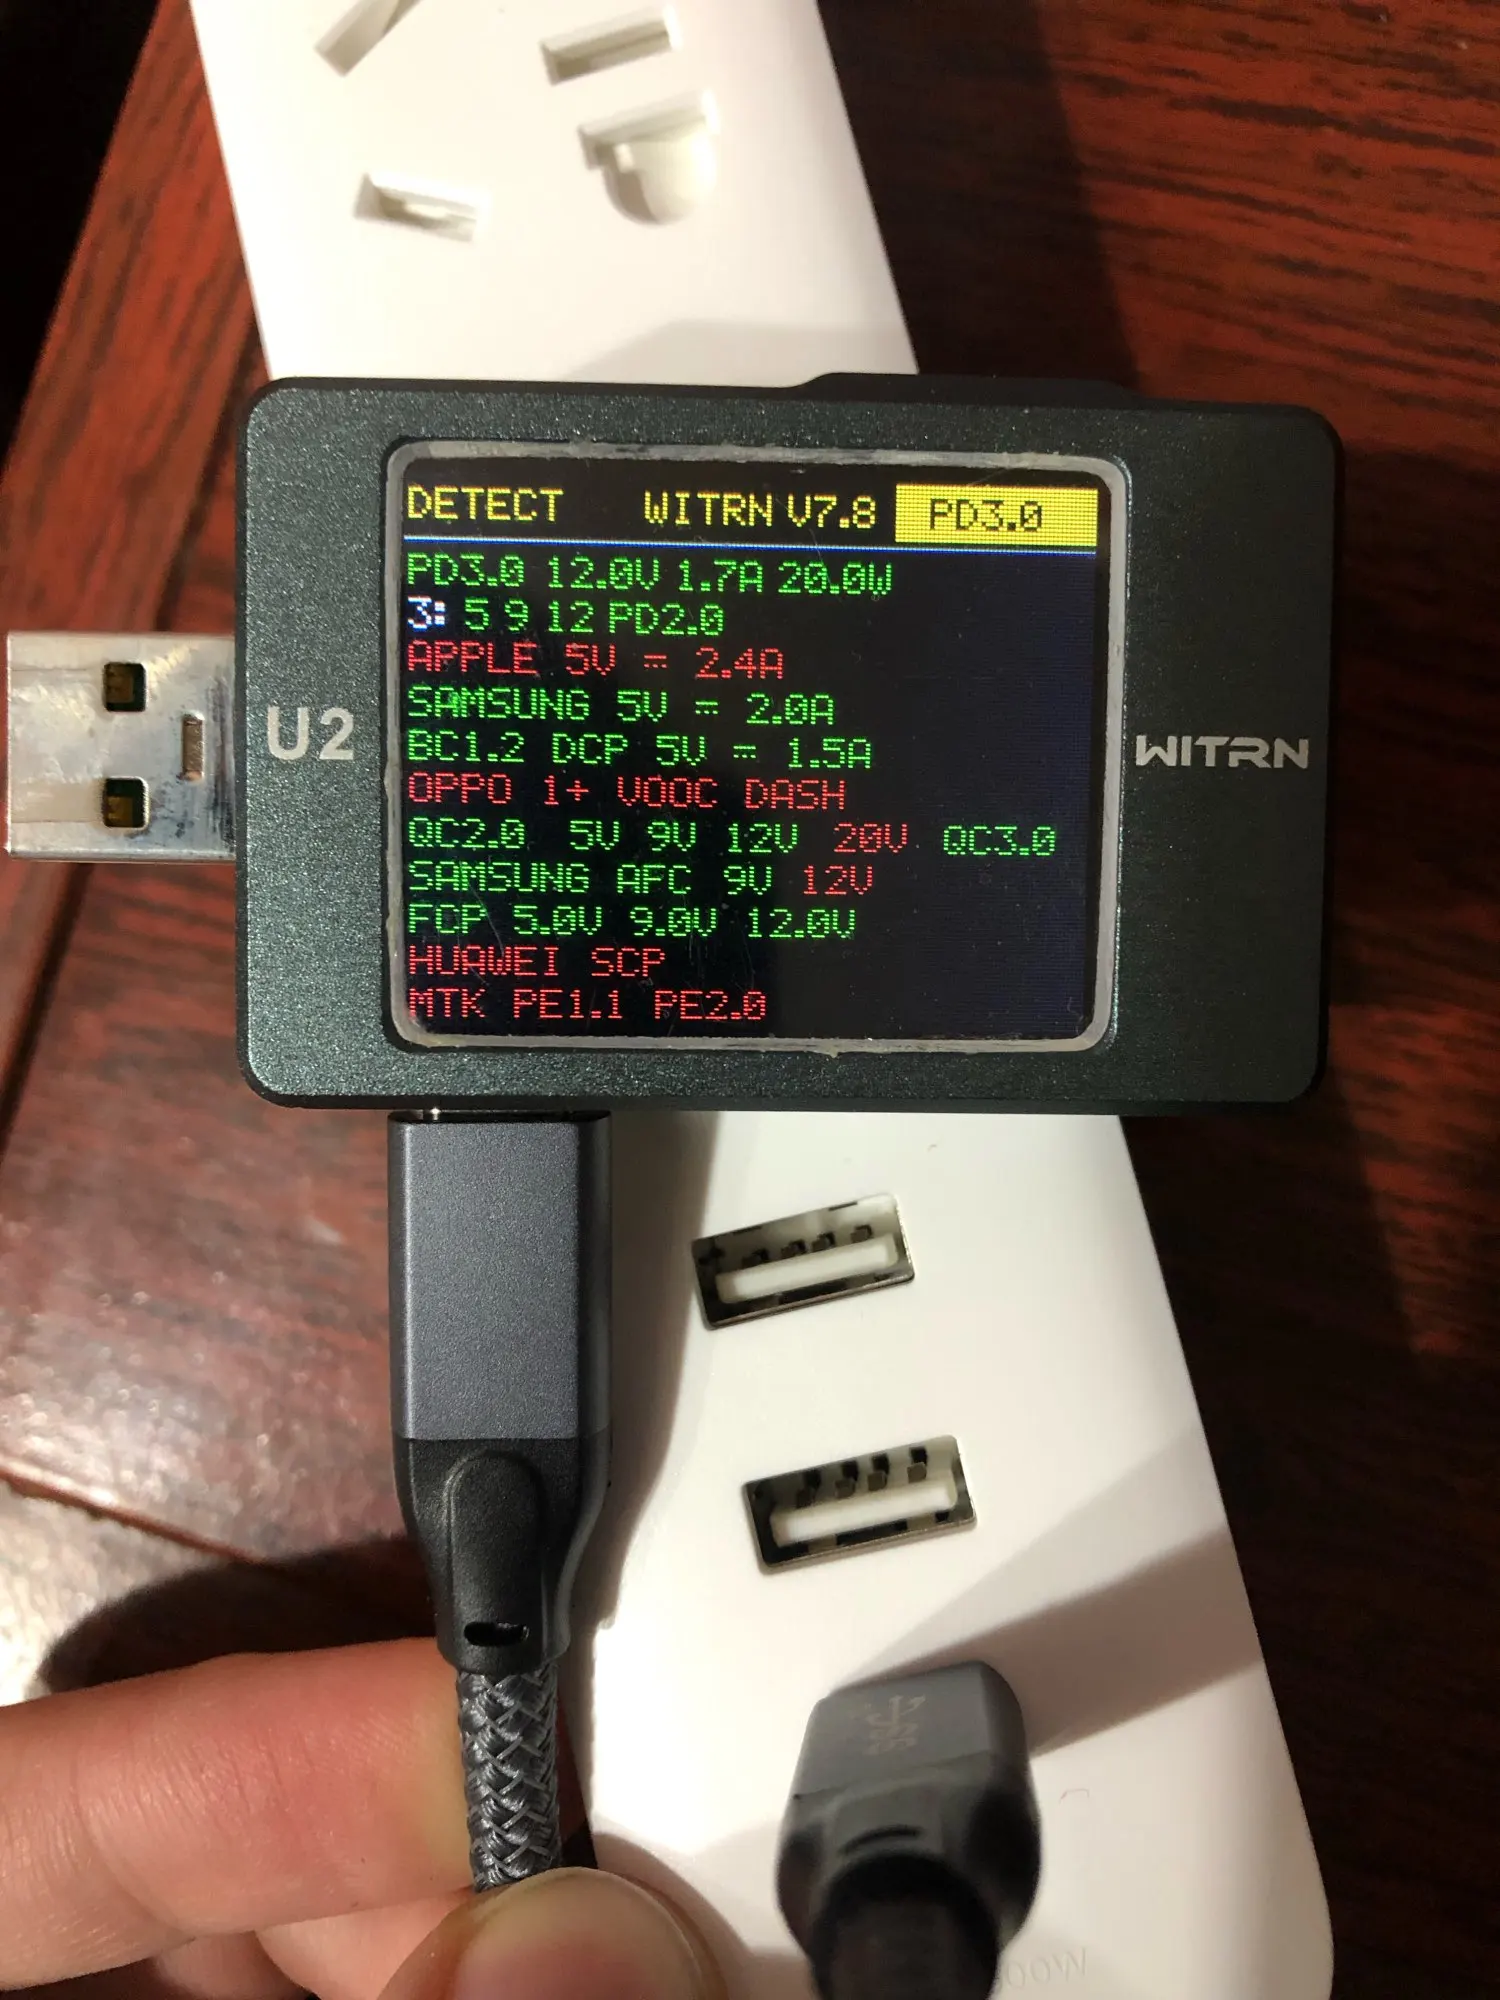 DETECT WITRN V7.8 PD3.0
PD3.0 12.0V 1.7A 20.0W
3: 5 9 12 PD2.0
APPLE 5V ⎓ 2.4A
SAMSUNG 5V ⎓ 2.0A
BC1.2 DCP 5V ⎓ 1.5A
OPPO 1+ VOOC DASH
QC2.0 5V 9V 12V 20V QC3.0
SAMSUNG AFC 9V 12V
FCP 5.0V 9.0V 12.0V
HUAWEI SCP
MTK PE1.1 PE2.0
U2
WITRN